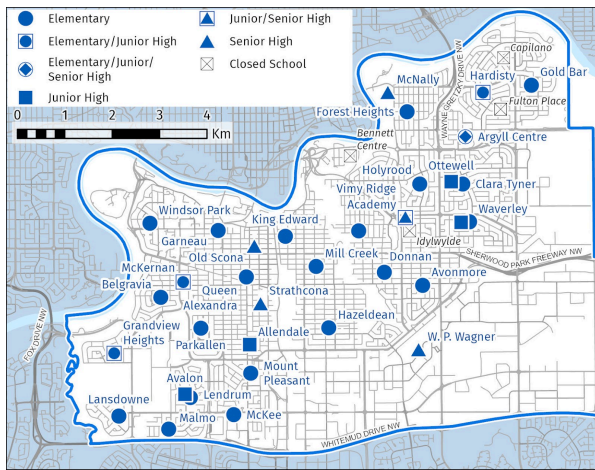 Elementary
Elementary/Junior High
Elementary/Junior/
Senior High
Junior High
Junior/Senior High
Senior High
Closed School
0 1 2 3 4
Km
Capilano
McNally
Hardisty
Gold Bar
WAYNE GRETZKY DRIVE NW
Forest Heights
Fulton Place
Bennett
Centre
Argyll Centre
Ottewell
Holyrood
Clara Tyner
Vimy Ridge
Academy
Waverley
Windsor Park
King Edward
Idylwylde
Garneau
Old Scona
SHERWOOD PARK FREEWAY NW
McKernan
Mill Creek
Donnan
Belgravia
Queen
Alexandra
Strathcona
Avonmore
FOX DRIVE NW
Grandview
Heights
Parkallen
Allendale
Hazeldean
W. P. Wagner
Mount
Pleasant
Avalon
Lansdowne
Lendrum
Malmo
McKee
WHITEMUD DRIVE NW